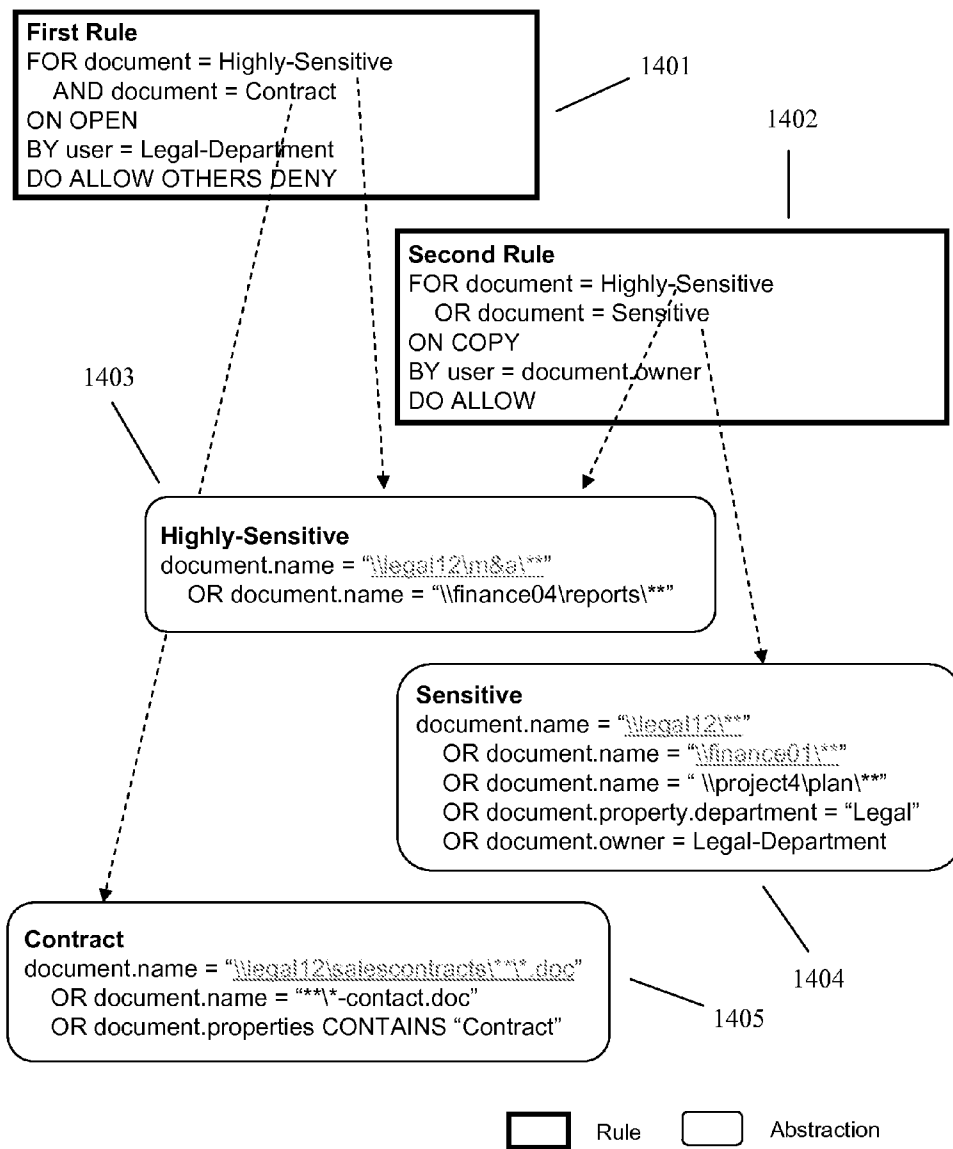 First Rule
FOR document = Highly-Sensitive
AND document = Contract
ON OPEN
BY user = Legal-Department
DO ALLOW OTHERS DENY
1401
1402
Second Rule
FOR document = Highly-Sensitive
OR document = Sensitive
ON COPY
BY user = document.owner
DO ALLOW
1403
Highly-Sensitive
document.name = “\\legal12\m&a\**”
OR document.name = “\\finance04\reports\**”
Sensitive
document.name = “\\legal12\**”
OR document.name = “\\finance01\**”
OR document.name = “ \\project4\plan\**”
OR document.property.department = “Legal”
OR document.owner = Legal-Department
1404
Contract
document.name = “\\legal12\salescontracts\**\*.doc”
OR document.name = “**\*-contact.doc”
OR document.properties CONTAINS “Contract”
1405
Rule
Abstraction